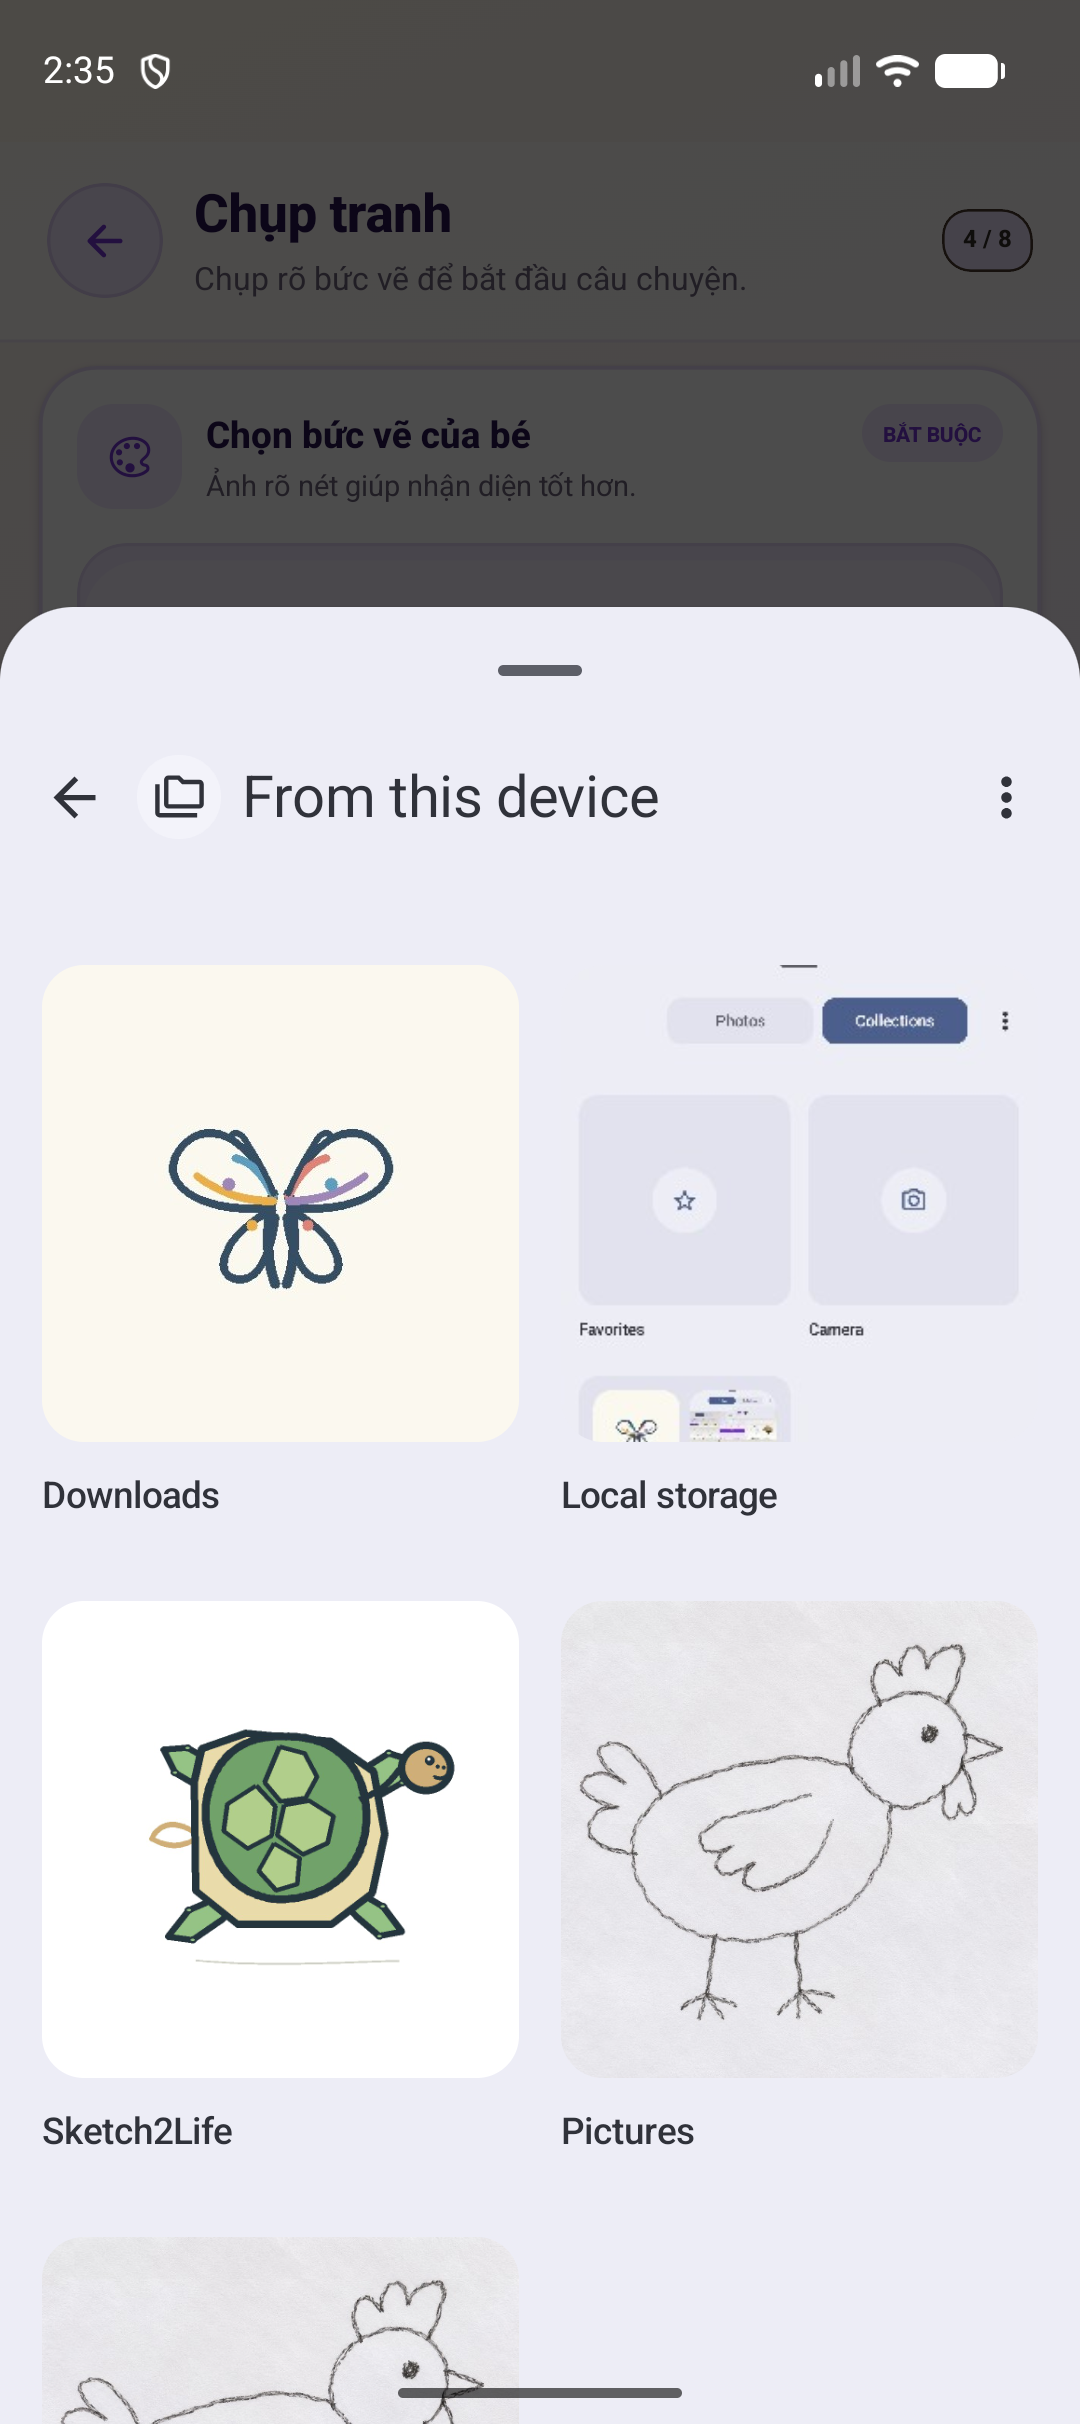 2:35
Chụp tranh
Chụp rõ bức vẽ để bắt đầu câu chuyện.
4 / 8
Chọn bức vẽ của bé
BẮT BUỘC
Ảnh rõ nét giúp nhận diện tốt hơn.
From this device
Photos
Collections
Favorites
Camera
Downloads
Local storage
Sketch2Life
Pictures